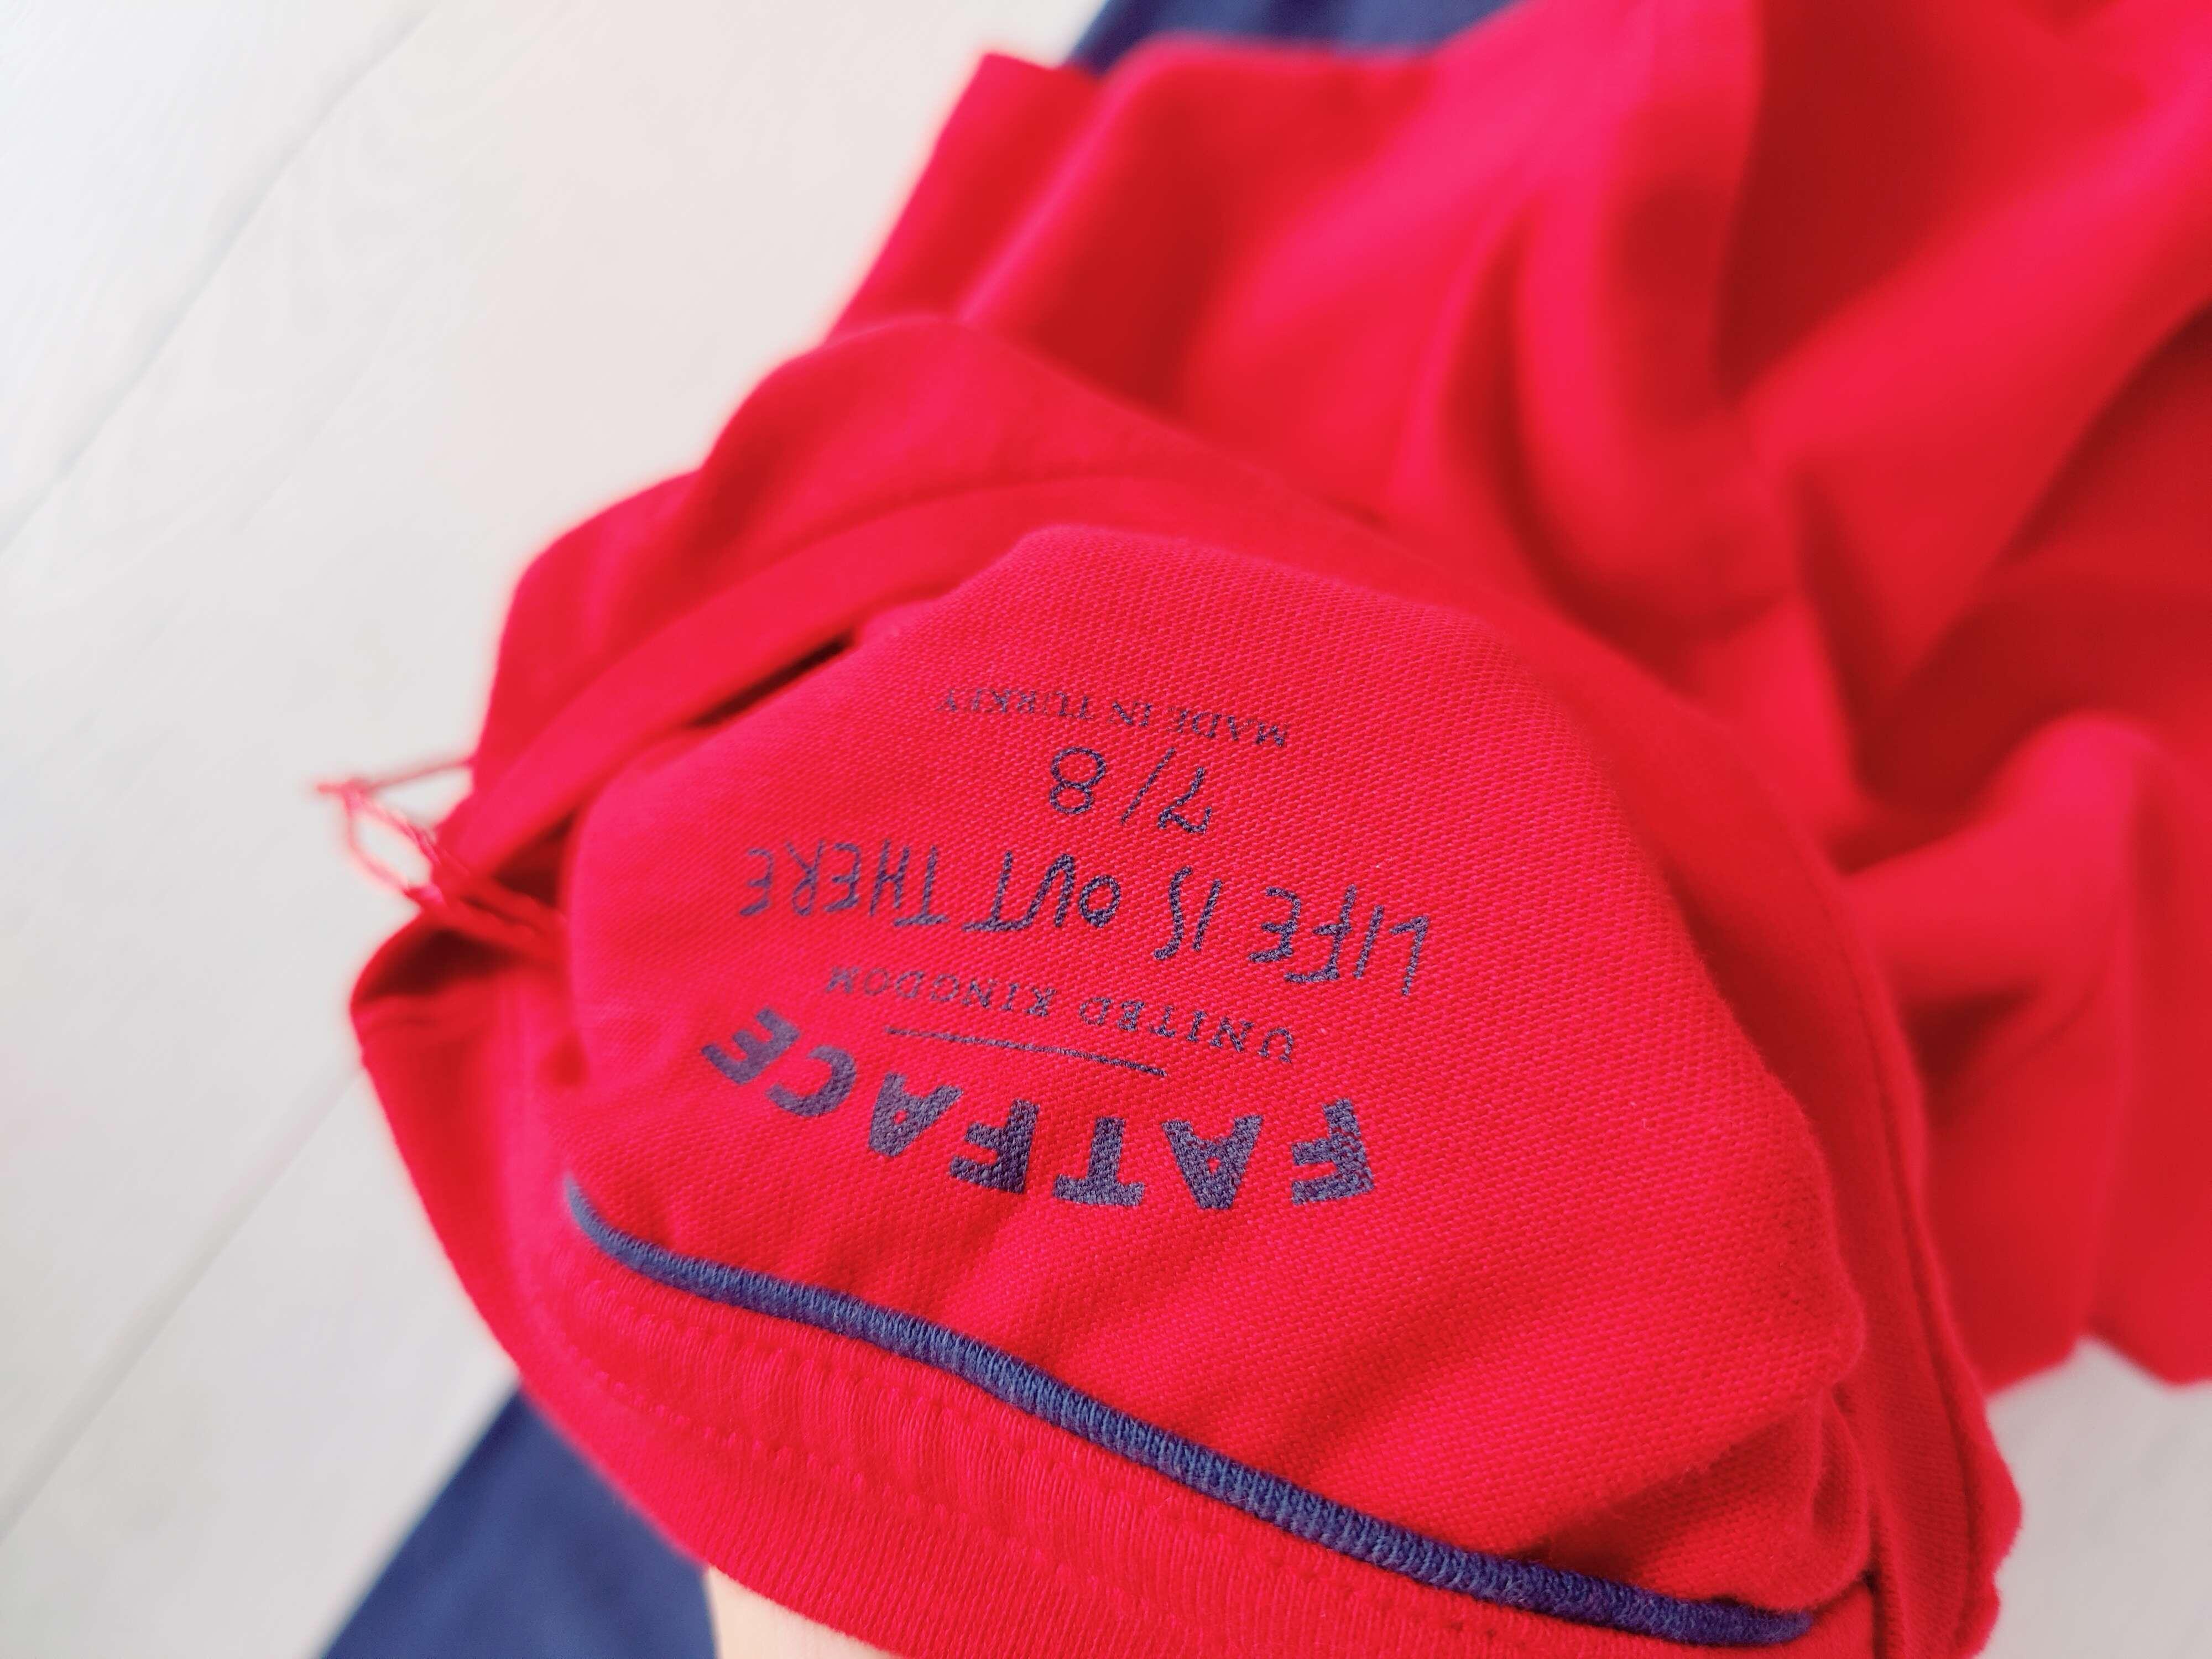 FATFACE
UNITED KINGDOM
LIFE IS OUT THERE
7/8
MADE IN TURKEY